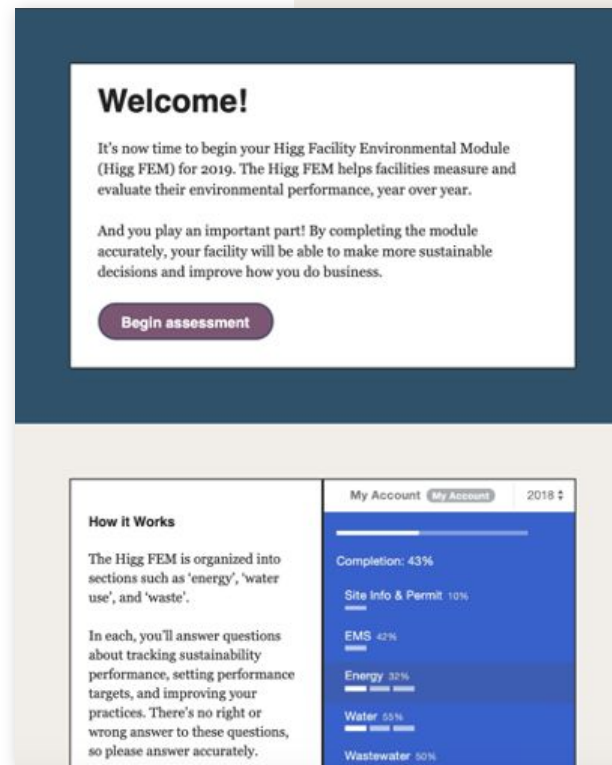 Welcome!
It's now time to begin your Higg Facility Environmental Module
(Higg FEM) for 2019. The Higg FEM helps facilities measure and
evaluate their environmental performance, year over year.
And you play an important part! By completing the module
accurately, your facility will be able to make more sustainable
decisions and improve how you do business.
Begin assessment
How it Works
The Higg FEM is organized into
sections such as ‘energy’, ‘water
use’, and ‘waste’.
In each, you'll answer questions
about tracking sustainability
performance, setting performance
targets, and improving your
practices. There's no right or
wrong answer to these questions,
so please answer accurately.
My Account My Account 2018
Completion: 43%
Site Info & Permit 10%
EMS 42%
Energy 32%
Water 55%
Wastewater 50%